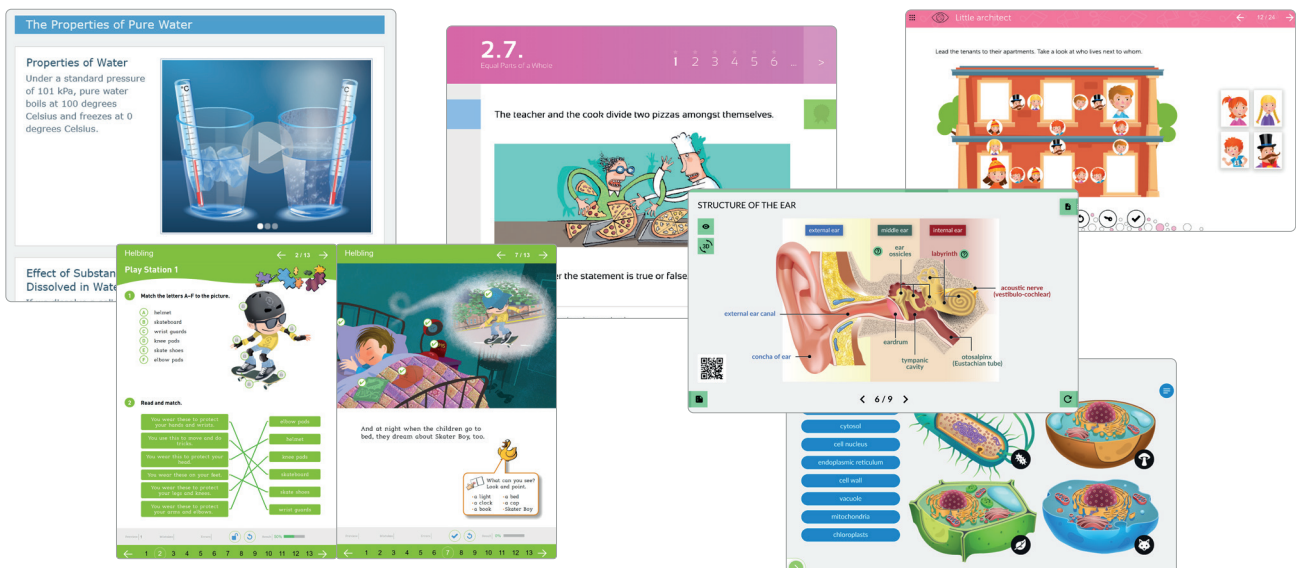 The Properties of Pure Water
Properties of Water
Under a standard pressure
of 101 kPa, pure water
boils at 100 degrees
Celsius and freezes at 0
degrees Celsius.
°C
°C
Effect of Substan
Dissolved in Wate
2.7.
Equal Parts of a Whole
1 2 3 4 5 6 ... >
The teacher and the cook divide two pizzas amongst themselves.
er the statement is true or false.
Little architect
← 12 / 24 →
Lead the tenants to their apartments. Take a look at who lives next to whom.
STRUCTURE OF THE EAR
3D
external ear
middle ear
internal ear
ear
ossicles
labyrinth
acoustic nerve
(vestibulo-cochlear)
external ear canal
eardrum
concha of ear
tympanic
cavity
otosalpinx
(Eustachian tube)
< 6 / 9 >
Helbling
← 2 / 13 →
Play Station 1
1 Match the letters A–F to the picture.
A helmet
B skateboard
C wrist guards
D knee pads
E skate shoes
F elbow pads
2 Read and match.
You wear these to protect
your hands and wrists.
You use this to move and do
tricks.
You wear this to protect your
head.
You wear these on your feet.
You wear these to protect
your legs and knees.
You wear these to protect
your arms and elbows.
elbow pads
helmet
knee pads
skateboard
skate shoes
wrist guards
← 1 2 3 4 5 6 7 8 9 10 11 12 13 →
Helbling
← 7 / 13 →
And at night when the children go to
bed, they dream about Skater Boy, too.
What can you see?
Look and point.
·a light ·a bed
·a clock ·a cap
·a book ·Skater Boy
← 1 2 3 4 5 6 7 8 9 10 11 12 13 →
cytosol
cell nucleus
endoplasmic reticulum
cell wall
vacuole
mitochondria
chloroplasts